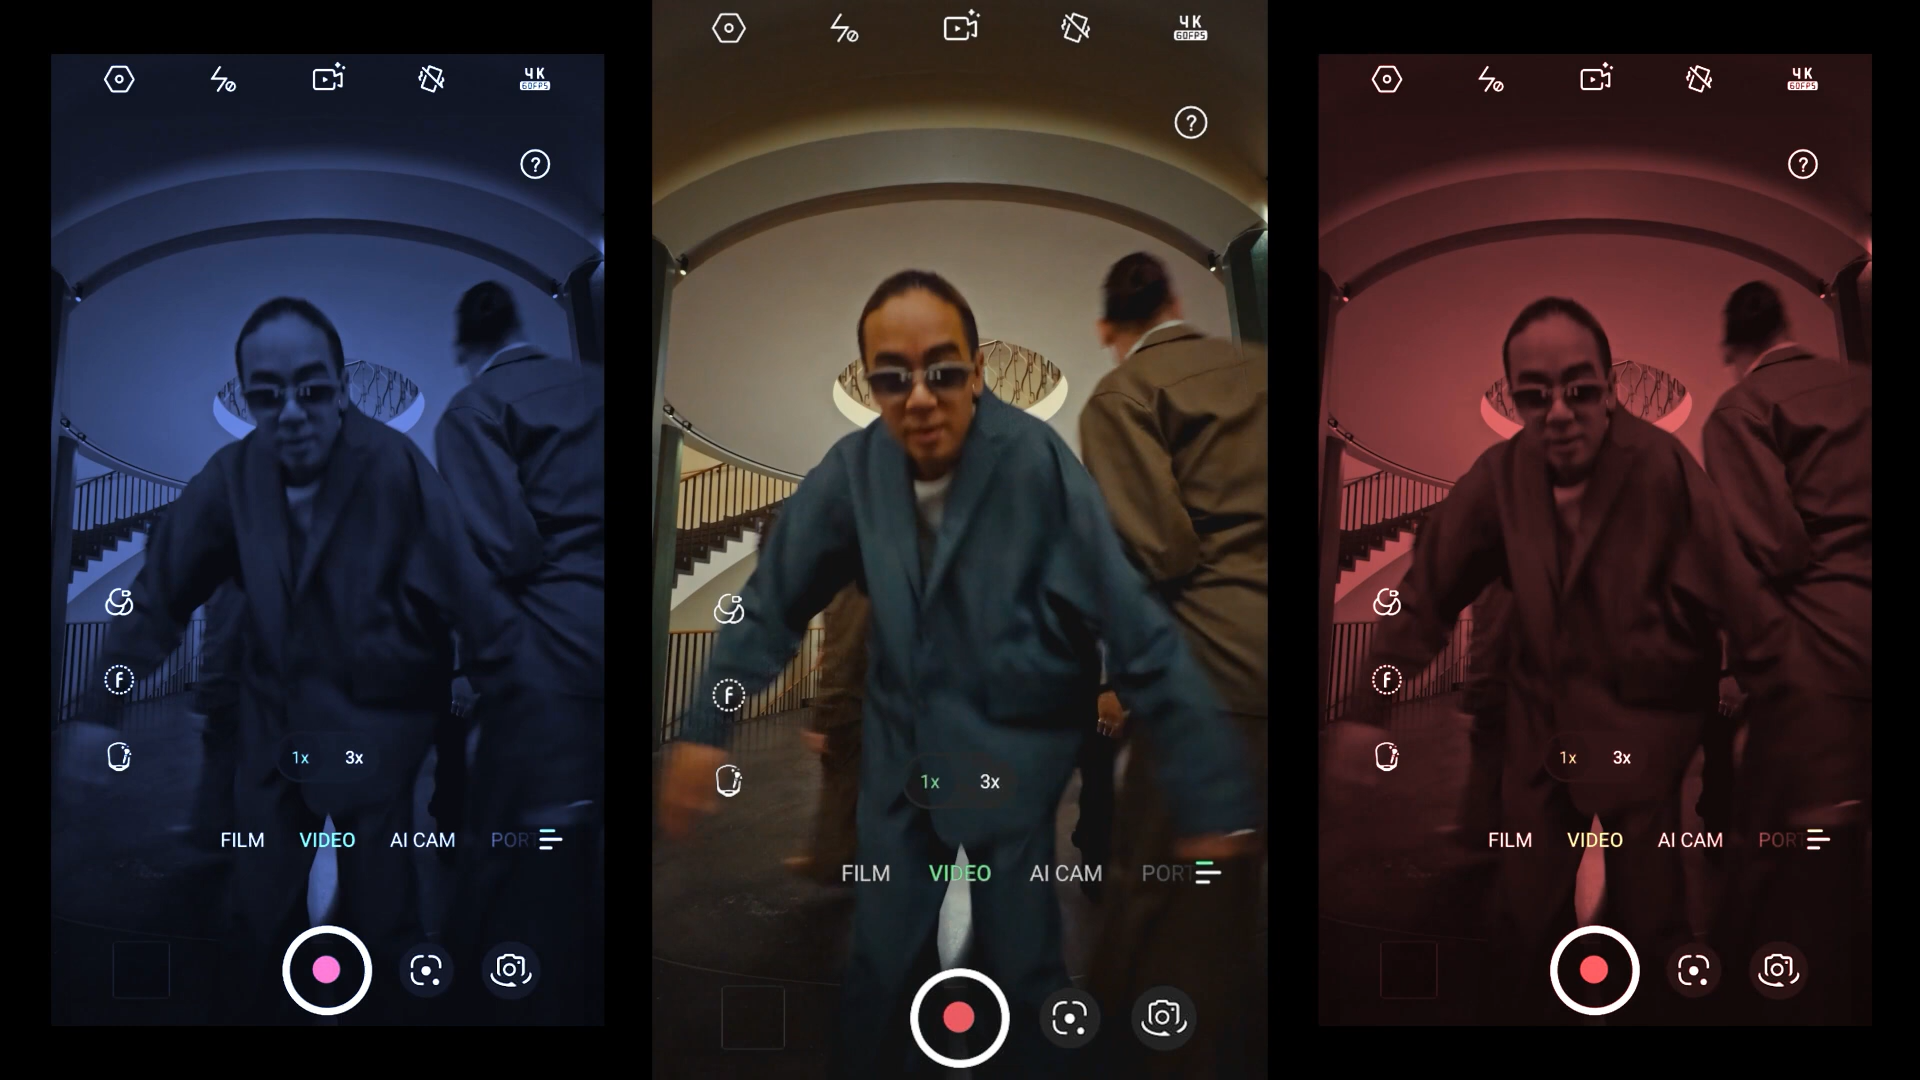 4K
60FPS
?
f
1x 3x
FILM VIDEO AI CAM POR
4K
60FPS
?
f
1x 3x
FILM VIDEO AI CAM PORT
4K
60FPS
?
f
1x 3x
FILM VIDEO AI CAM POR